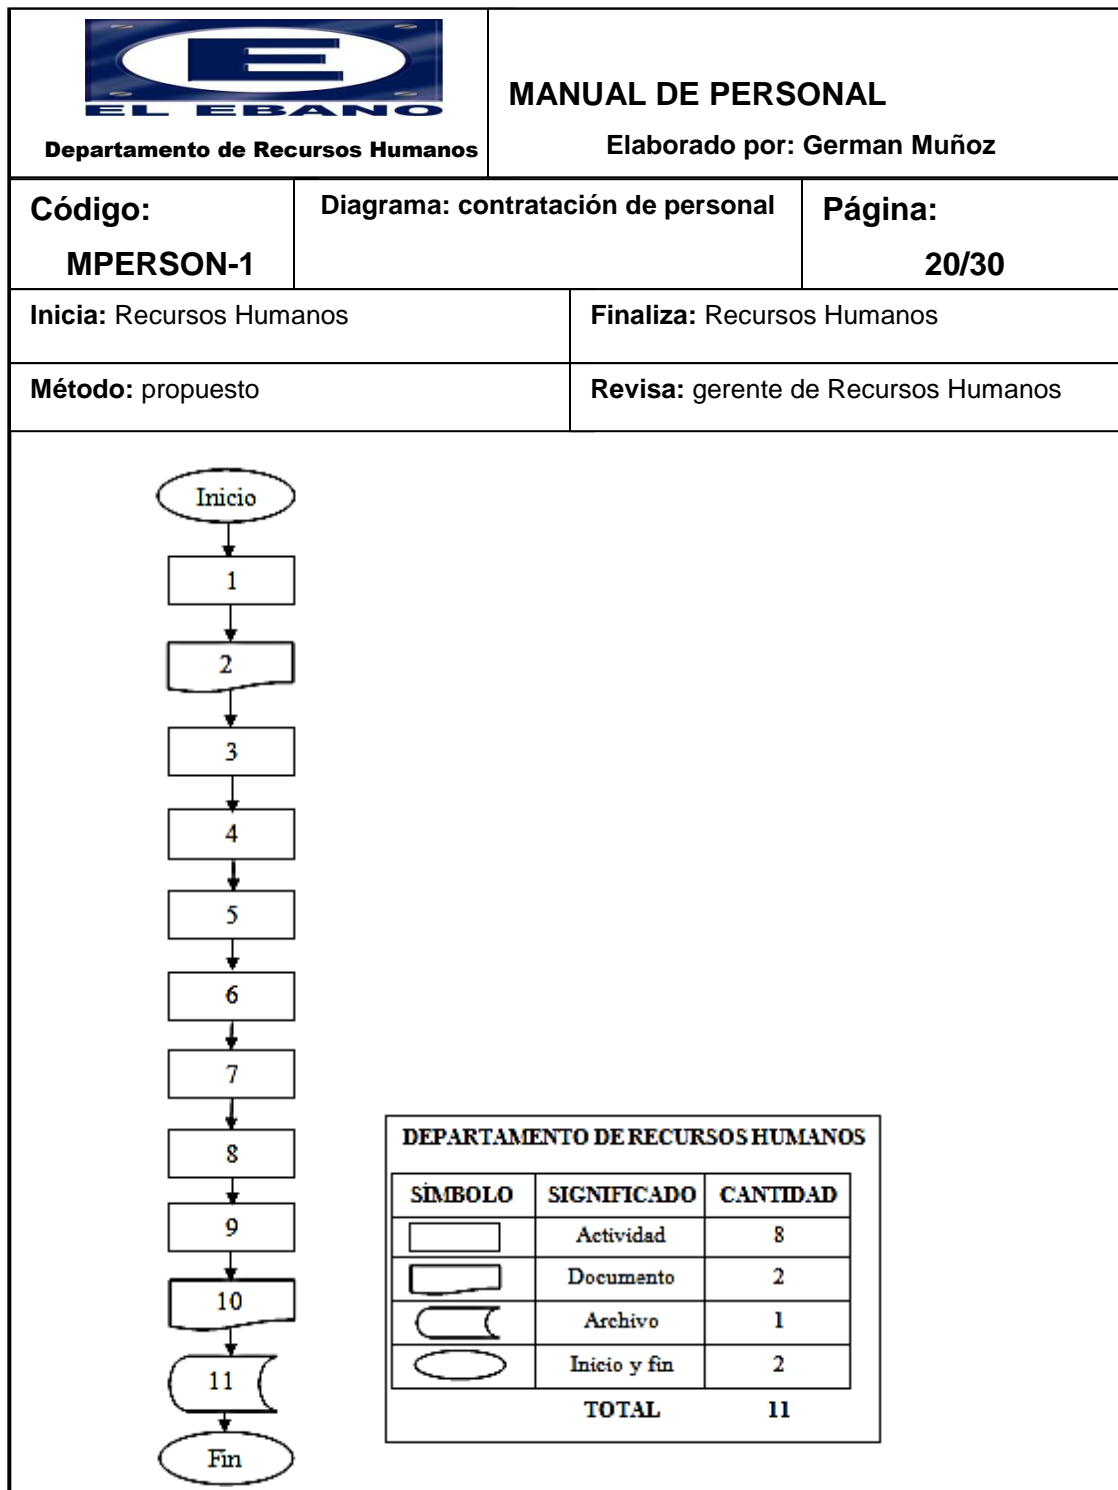 E
EL EBANO
Departamento de Recursos Humanos
MANUAL DE PERSONAL
Elaborado por: German Muñoz
Código:
MPERSON-1
Diagrama: contratación de personal
Página:
20/30
Inicia: Recursos Humanos
Finaliza: Recursos Humanos
Método: propuesto
Revisa: gerente de Recursos Humanos
Inicio
1
2
3
4
5
6
7
8
9
10
11
Fin
DEPARTAMENTO DE RECURSOS HUMANOS
SÍMBOLO SIGNIFICADO CANTIDAD
Actividad 8
Documento 2
Archivo 1
Inicio y fin 2
TOTAL 11